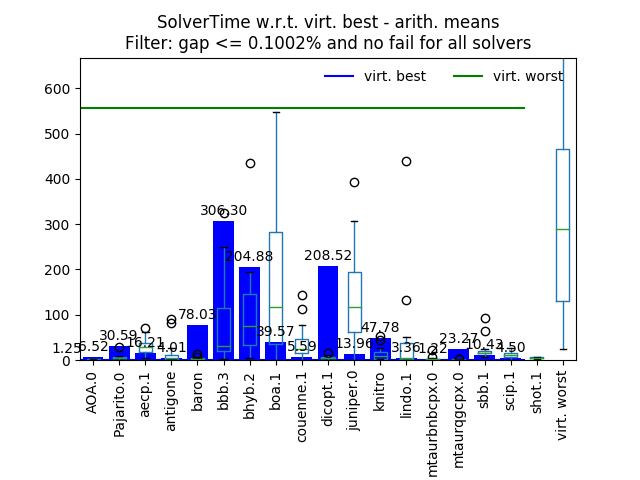 SolverTime w.r.t. virt. best - arith. means
Filter: gap <= 0.1002% and no fail for all solvers
virt. best
virt. worst
600
500
400
300
200
100
0
1.25
6.52
30.59
16.21
4.01
78.03
306.30
204.88
39.57
5.59
208.52
13.96
47.78
3.36
1.22
23.27
10.43
4.50
AOA.0
Pajarito.0
aecp.1
antigone
baron
bbb.3
bhyb.2
boa.1
couenne.1
dicopt.1
juniper.0
knitro
lindo.1
mtaurbnbcpx.0
mtaurqgcpx.0
sbb.1
scip.1
shot.1
virt. worst